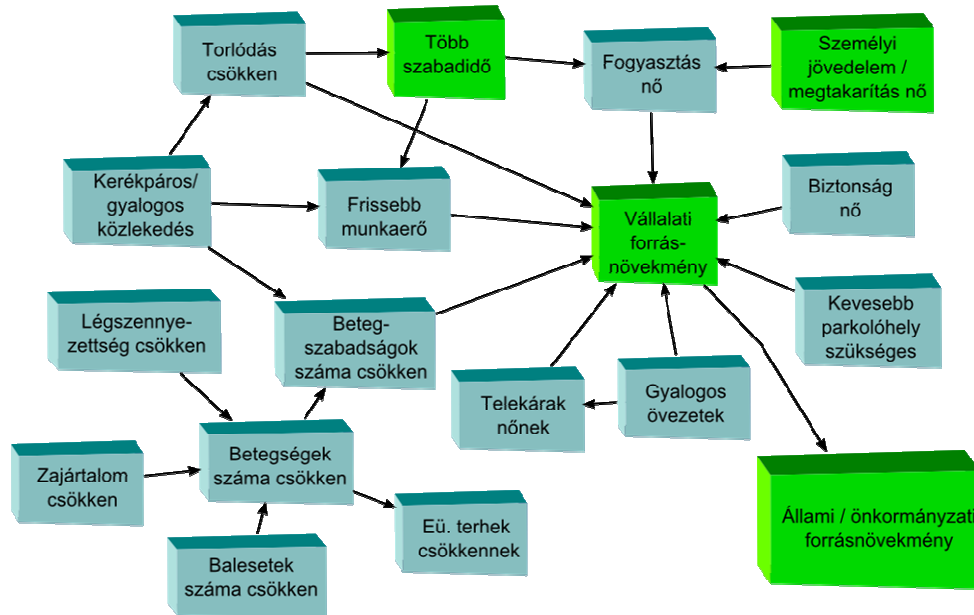 Torlódás
csökken
Több
szabadidő
Fogyasztás
nő
Személyi
jövedelem /
megtakarítás nő
Kerékpáros/
gyalogos
közlekedés
Frissebb
munkaerő
Vállalati
forrás-
növekmény
Biztonság
nő
Légszennye-
ezettség csökken
Beteg-
szabadságok
száma csökken
Kevesebb
parkolóhely
szükséges
Telekárak
nőnek
Gyalogos
övezetek
Zajártalom
csökken
Betegségek
száma csökken
Eü. terhek
csökkennek
Balesetek
száma csökken
Állami / önkormányzati
forrásnövekmény